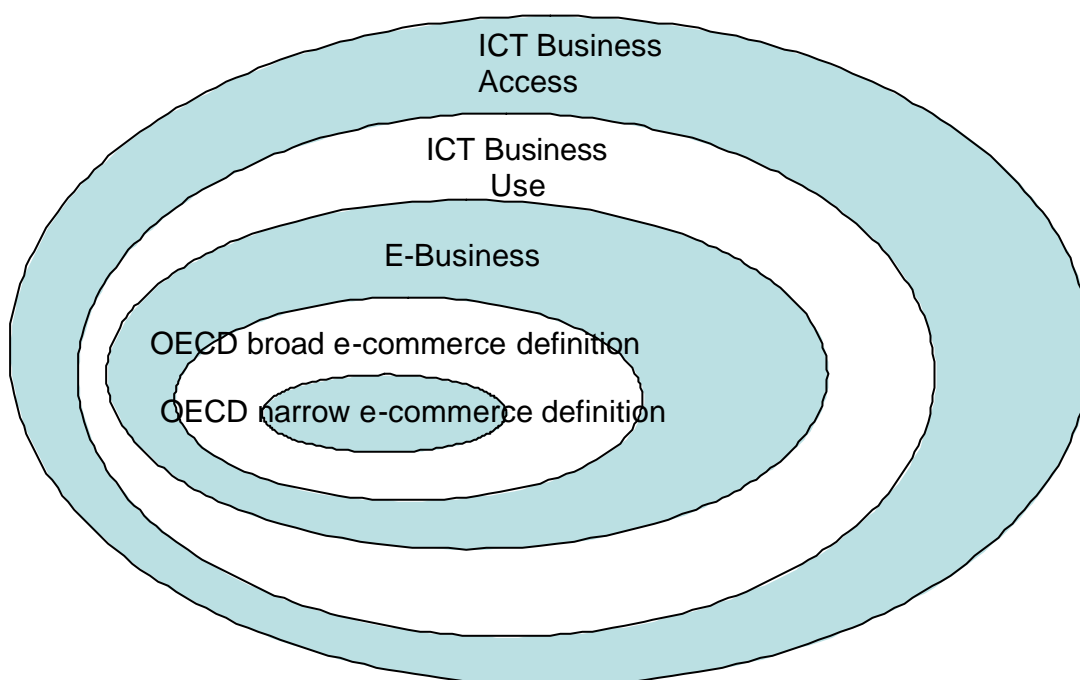 ICT Business
Access
ICT Business
Use
E-Business
OECD broad e-commerce definition
OECD narrow e-commerce definition